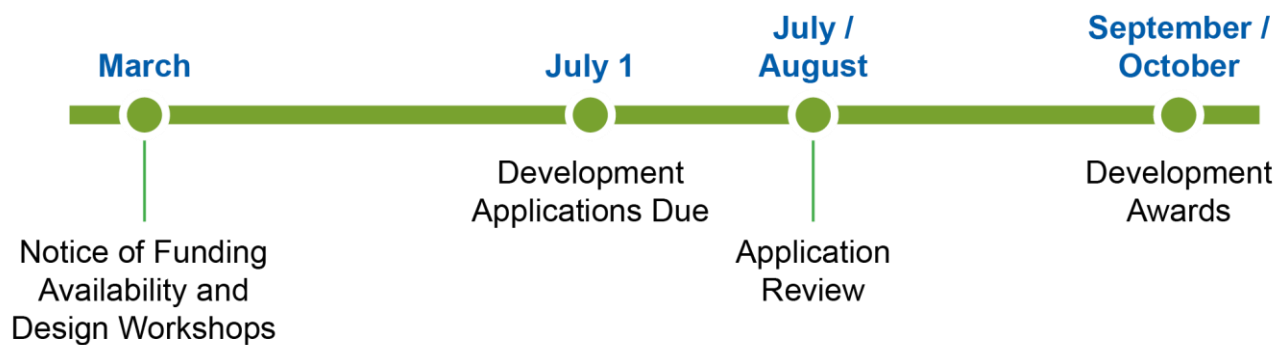 March
Notice of Funding
Availability and
Design Workshops
July 1
Development
Applications Due
July /
August
Application
Review
September /
October
Development
Awards